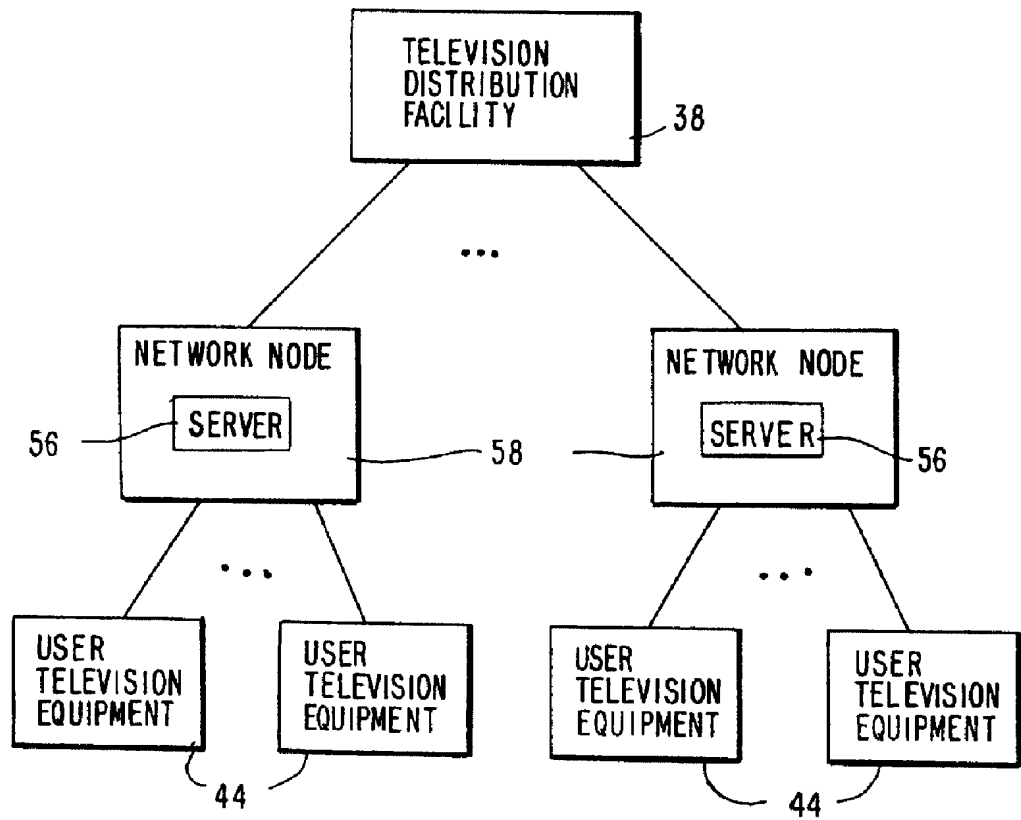 TELEVISION
DISTRIBUTION
FACILITY
38
NETWORK NODE
SERVER
56
58
NETWORK NODE
SERVER
56
USER
TELEVISION
EQUIPMENT
USER
TELEVISION
EQUIPMENT
44
USER
TELEVISION
EQUIPMENT
USER
TELEVISION
EQUIPMENT
44